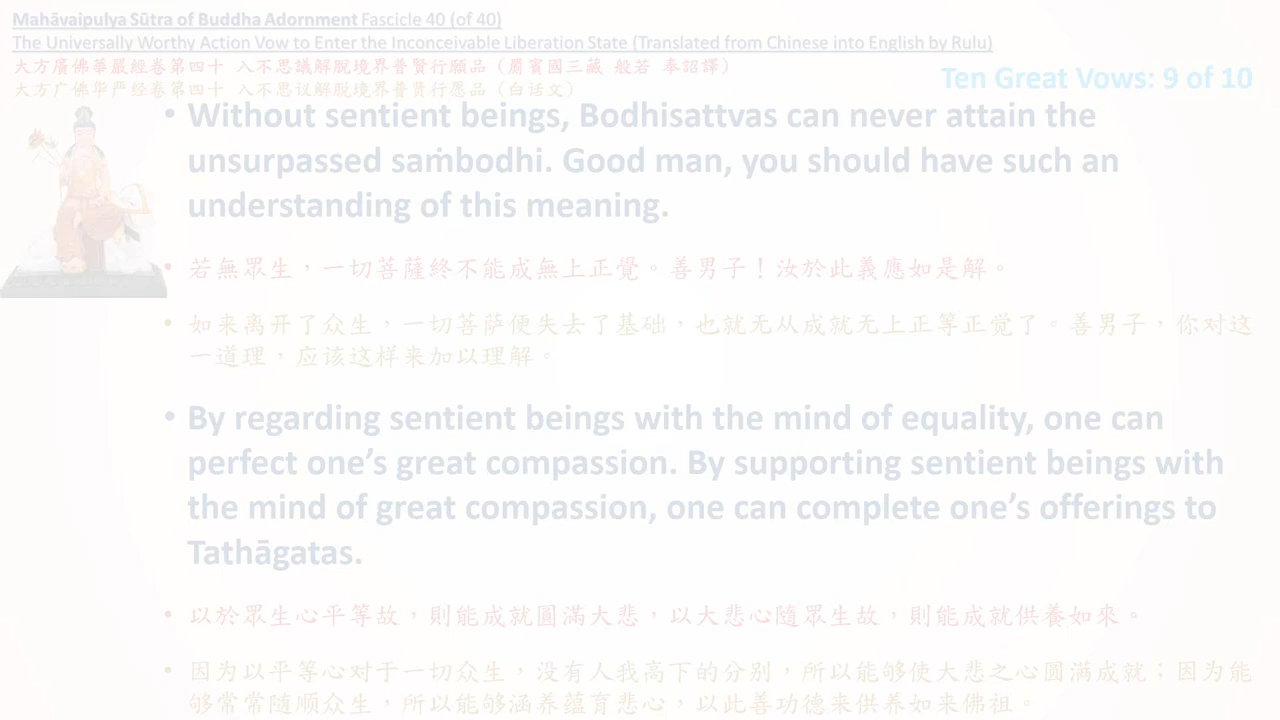 Mahāvaipulya Sūtra of Buddha Adornment Fascicle 40 (of 40)
The Universally Worthy Action Vow to Enter the Inconceivable Liberation State (Translated from Chinese into English by Rulu)
大方廣佛華嚴經卷第四十 入不思議解脫境界普賢行願品（罽賓國三藏 般若 奉詔譯）
大方广佛华严经卷第四十 入不思议解脱境界普贤行愿品（白话文）
Ten Great Vows: 9 of 10
• Without sentient beings, Bodhisattvas can never attain the
unsurpassed saṁbodhi. Good man, you should have such an
understanding of this meaning.
• 若無眾生，一切菩薩終不能成無上正覺。善男子！汝於此義應如是解。
• 如来离开了众生，一切菩萨便失去了基础，也就无从成就无上正等正觉了。善男子，你对这
一道理，应该这样来加以理解。
• By regarding sentient beings with the mind of equality, one can
perfect one’s great compassion. By supporting sentient beings with
the mind of great compassion, one can complete one’s offerings to
Tathāgatas.
• 以於眾生心平等故，則能成就圓滿大悲，以大悲心隨眾生故，則能成就供養如來。
• 因为以平等心对于一切众生，没有人我高下的分别，所以能够使大悲之心圆满成就；因为能
够常常随顺众生，所以能够涵养蕴育悲心，以此善功德来供养如来佛祖。